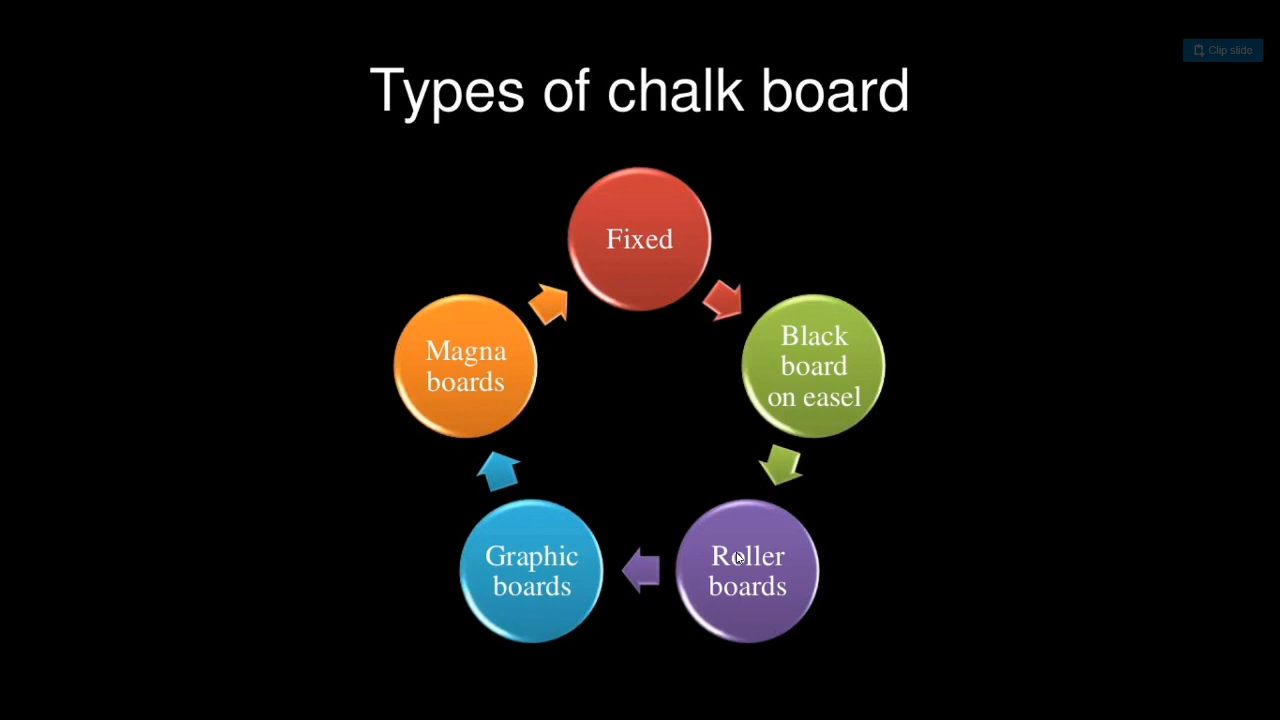 Clip slide
Types of chalk board
Fixed
Black
board
on easel
Roller
boards
Graphic
boards
Magna
boards